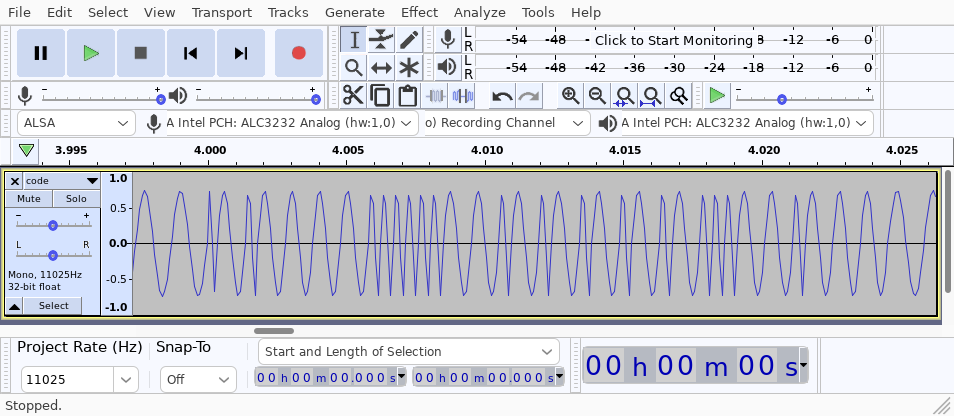 File Edit Select View Transport Tracks Generate Effect Analyze Tools Help
L R -54 -48 - Click to Start Monitoring -12 -6 0
L R -54 -48 -42 -36 -30 -24 -18 -12 -6 0
- + - + - +
ALSA A Intel PCH: ALC3232 Analog (hw:1,0) o) Recording Channel A Intel PCH: ALC3232 Analog (hw:1,0)
3.995 4.000 4.005 4.010 4.015 4.020 4.025
code
Mute Solo
- +
L R
Mono, 11025Hz
32-bit float
Select
1.0
0.5
0.0
-0.5
-1.0
Project Rate (Hz) Snap-To Start and Length of Selection
11025 Off 00 h 00 m 00.000 s 00 h 00 m 00.000 s
00 h 00 m 00 s
Stopped.